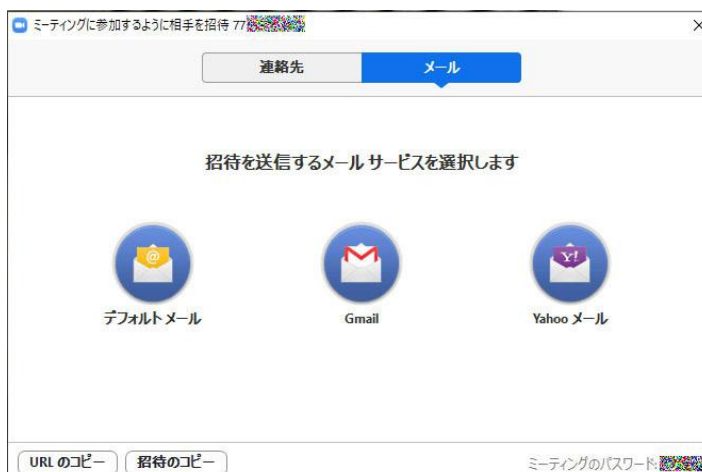 ミーティングに参加するように相手を招待 77
連絡先
メール
招待を送信するメール サービスを選択します
@
Y!
デフォルト メール
Gmail
Yahoo メール
URL のコピー
招待のコピー
ミーティングのパスワード: